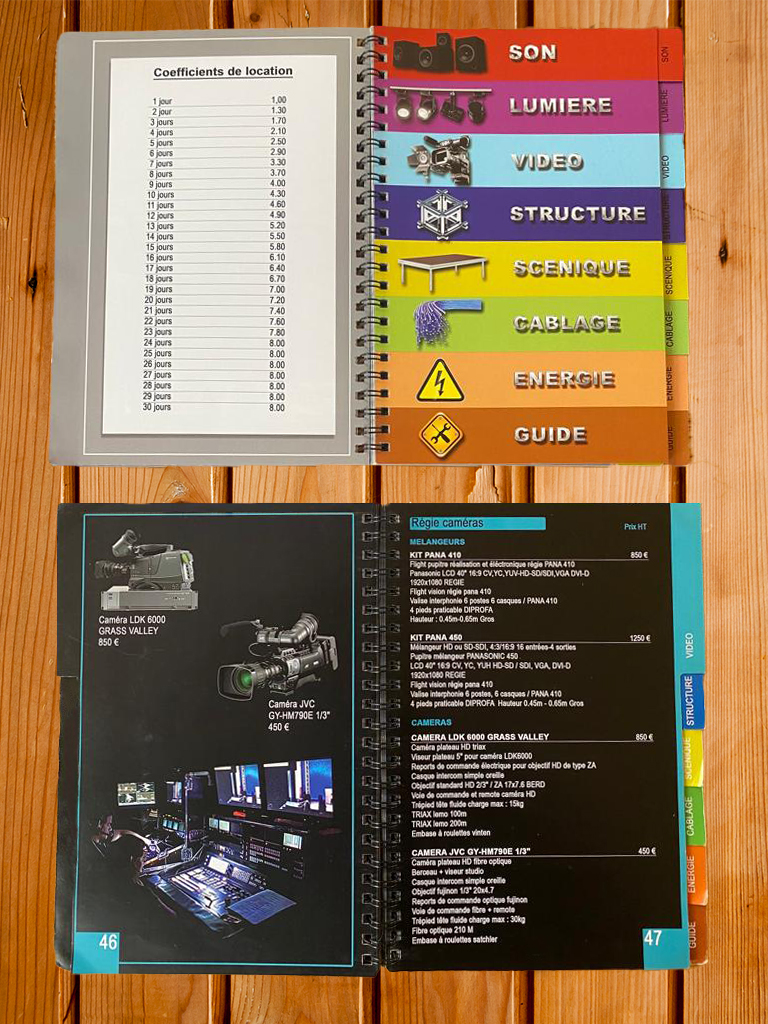 Coefficients de location
1 jour 1,00
2 jour 1.30
3 jours 1.70
4 jours 2.10
5 jours 2.50
6 jours 2.90
7 jours 3.30
8 jours 3.70
9 jours 4.00
10 jours 4.30
11 jours 4.60
12 jours 4.90
13 jours 5.20
14 jours 5.50
15 jours 5.80
16 jours 6.10
17 jours 6.40
18 jours 6.70
19 jours 7.00
20 jours 7.20
21 jours 7.40
22 jours 7.60
23 jours 7.80
24 jours 8.00
25 jours 8.00
26 jours 8.00
27 jours 8.00
28 jours 8.00
29 jours 8.00
30 jours 8.00
SON
LUMIERE
VIDEO
STRUCTURE
SCENIQUE
CABLAGE
ENERGIE
GUIDE
SON
LUMIERE
VIDEO
STRUCTURE
SCENIQUE
CABLAGE
ENERGIE
GUIDE
Caméra LDK 6000
GRASS VALLEY
850 €
Caméra JVC
GY-HM790E 1/3"
450 €
46
Régie caméras
Prix HT
MELANGEURS
KIT PANA 410 850 €
Flight pupitre réalisation et éléctronique régie PANA 410
Panasonic LCD 40" 16:9 CV,YC,YUV-HD-SD/SDI,VGA DVI-D
1920x1080 REGIE
Flight vision régie pana 410
Valise interphonie 6 postes 6 casques / PANA 410
4 pieds praticable DIPROFA
Hauteur : 0.45m-0.65m Gros
KIT PANA 450 1250 €
Mélangeur HD ou SD-SDI, 4:3/16:9 16 entrées-4 sorties
Pupitre mélangeur PANASONIC 450
LCD 40" 16:9 CV, YC, YUH HD-SD / SDI, VGA, DVI-D
1920x1080 REGIE
Flight vision régie pana 410
Valise interphonie 6 postes, 6 casques / PANA 410
4 pieds praticable DIPROFA Hauteur 0.45m - 0.65m Gros
CAMERAS
CAMERA LDK 6000 GRASS VALLEY 850 €
Caméra plateau HD triax
Viseur plateau 5" pour caméra LDK6000
Reports de commande électrique pour objectif HD de type ZA
Casque intercom simple oreille
Objectif standard HD 2/3" / ZA 17x7.6 BERD
Voie de commande et remote caméra HD
Trépied tête fluide charge max : 15kg
TRIAX lemo 100m
TRIAX lemo 200m
Embase à roulettes vinten
CAMERA JVC GY-HM790E 1/3" 450 €
Caméra plateau HD fibre optique
Berceau + viseur studio
Casque intercom simple oreille
Objectif fujinon 1/3" 20x4.7
Reports de commande optique fujinon
Voie de commande fibre + remote
Trépied tête fluide charge max : 30kg
Fibre optique 210 M
Embase à roulettes satchler
47
VIDEO
STRUCTURE
SCENIQUE
CABLAGE
ENERGIE
GUIDE